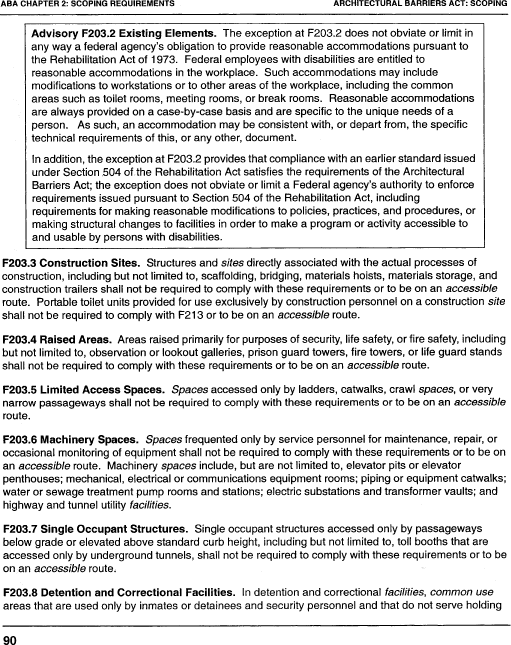 ABA CHAPTER 2: SCOPING REQUIREMENTS ARCHITECTURAL BARRIERS ACT: SCOPING
Advisory F203.2 Existing Elements. The exception at F203.2 does not obviate or limit in
any way a federal agency's obligation to provide reasonable accommodations pursuant to
the Rehabilitation Act of 1973. Federal employees with disabilities are entitled to
reasonable accommodations in the workplace. Such accommodations may include
modifications to workstations or to other areas of the workplace, including the common
areas such as toilet rooms, meeting rooms, or break rooms. Reasonable accommodations
are always provided on a case-by-case basis and are specific to the unique needs of a
person. As such, an accommodation may be consistent with, or depart from, the specific
technical requirements of this, or any other, document.
In addition, the exception at F203.2 provides that compliance with an earlier standard issued
under Section 504 of the Rehabilitation Act satisfies the requirements of the Architectural
Barriers Act; the exception does not obviate or limit a Federal agency's authority to enforce
requirements issued pursuant to Section 504 of the Rehabilitation Act, including
requirements for making reasonable modifications to policies, practices, and procedures, or
making structural changes to facilities in order to make a program or activity accessible to
and usable by persons with disabilities.
F203.3 Construction Sites. Structures and sites directly associated with the actual processes of
construction, including but not limited to, scaffolding, bridging, materials hoists, materials storage, and
construction trailers shall not be required to comply with these requirements or to be on an accessible
route. Portable toilet units provided for use exclusively by construction personnel on a construction site
shall not be required to comply with F213 or to be on an accessible route.
F203.4 Raised Areas. Areas raised primarily for purposes of security, life safety, or fire safety, including
but not limited to, observation or lookout galleries, prison guard towers, fire towers, or life guard stands
shall not be required to comply with these requirements or to be on an accessible route.
F203.5 Limited Access Spaces. Spaces accessed only by ladders, catwalks, crawl spaces, or very
narrow passageways shall not be required to comply with these requirements or to be on an accessible
route.
F203.6 Machinery Spaces. Spaces frequented only by service personnel for maintenance, repair, or
occasional monitoring of equipment shall not be required to comply with these requirements or to be on
an accessible route. Machinery spaces include, but are not limited to, elevator pits or elevator
penthouses; mechanical, electrical or communications equipment rooms; piping or equipment catwalks;
water or sewage treatment pump rooms and stations; electric substations and transformer vaults; and
highway and tunnel utility facilities.
F203.7 Single Occupant Structures. Single occupant structures accessed only by passageways
below grade or elevated above standard curb height, including but not limited to, toll booths that are
accessed only by underground tunnels, shall not be required to comply with these requirements or to be
on an accessible route.
F203.8 Detention and Correctional Facilities. In detention and correctional facilities, common use
areas that are used only by inmates or detainees and security personnel and that do not serve holding
90